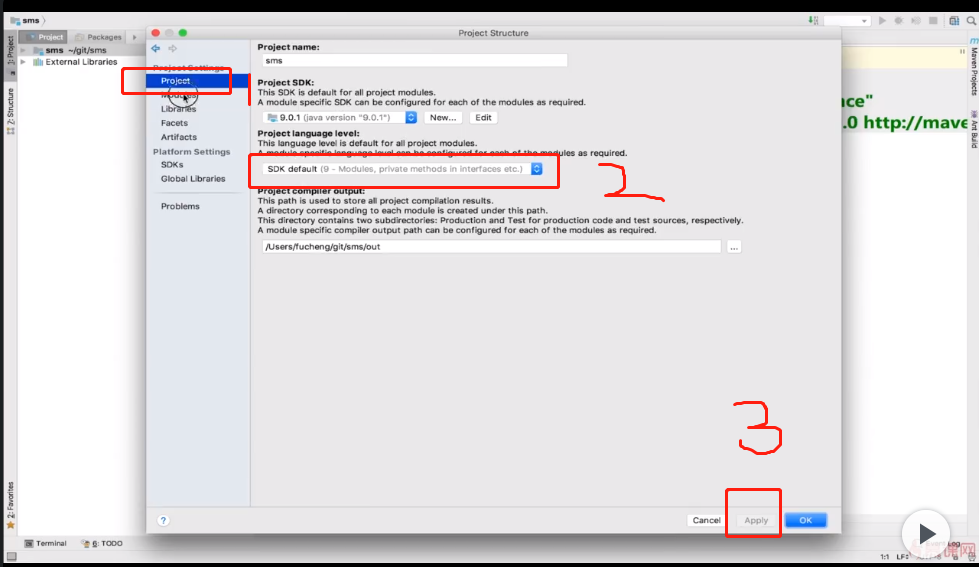 sms
Project Structure
1: Project
Project
Packages
sms ~/git/sms
External Libraries
Project Settings
Project
Modules
Libraries
Facets
Artifacts
Platform Settings
SDKs
Global Libraries
Problems
Project name:
sms
Project SDK:
This SDK is default for all project modules.
A module specific SDK can be configured for each of the modules as required.
9.0.1 (java version "9.0.1")
New...
Edit
Project language level:
This language level is default for all project modules.
A module specific language level can be configured for each of the modules as required.
SDK default (9 - Modules, private methods in interfaces etc.)
2
Project compiler output:
This path is used to store all project compilation results.
A directory corresponding to each module is created under this path.
This directory contains two subdirectories: Production and Test for production code and test sources, respectively.
A module specific compiler output path can be configured for each of the modules as required.
/Users/fucheng/git/sms/out
...
3
?
Cancel
Apply
OK
nce"
.0 http://mave
Maven Projects
Ant Build
Z: Structure
2: Favorites
Terminal
6: TODO
Log
1:1
LF: